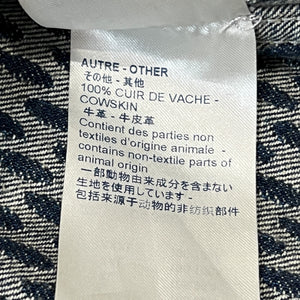 AUTRE - OTHER
その他 - 其他
100% CUIR DE VACHE -
COWSKIN
牛革 - 牛皮革
Contient des parties non
textiles d'origine animale -
contains non-textile parts of
animal origin
一部動物由来成分を含まない
生地を使用しています -
包括来源于动物的非纺织部件